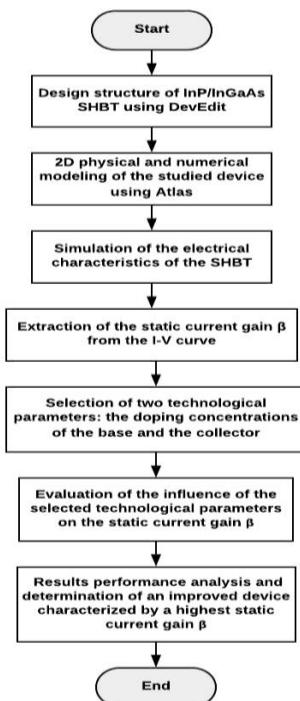 Start
Design structure of InP/InGaAs
SHBT using DevEdit
2D physical and numerical
modeling of the studied device
using Atlas
Simulation of the electrical
characteristics of the SHBT
Extraction of the static current gain β
from the I-V curve
Selection of two technological
parameters: the doping concentrations
of the base and the collector
Evaluation of the influence of the
selected technological parameters
on the static current gain β
Results performance analysis and
determination of an improved device
characterized by a highest static
current gain β
End